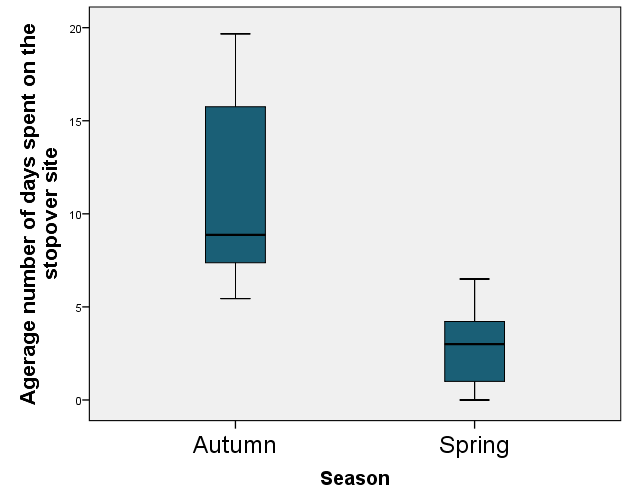 Agerage number of days spent on the
stopover site
20
15
10
5
0
Autumn
Spring
Season